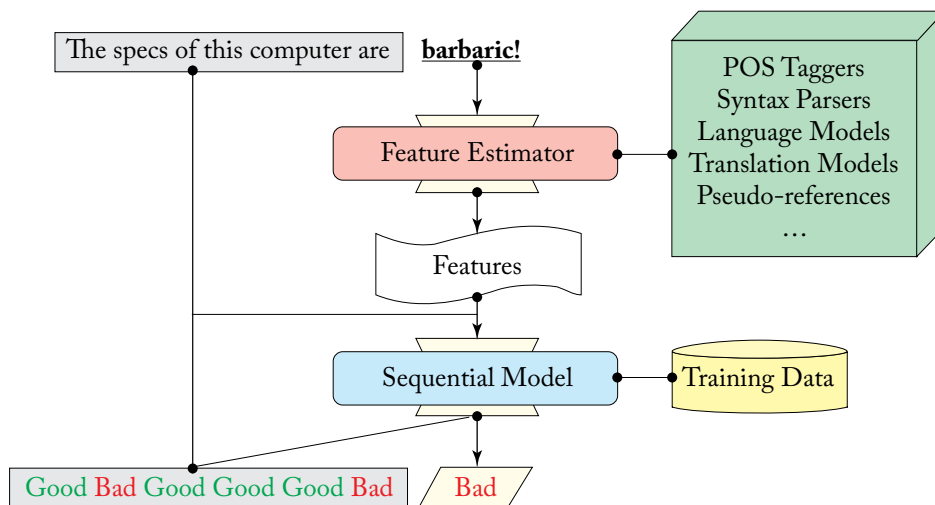 The specs of this computer are barbaric!
POS Taggers
Syntax Parsers
Language Models
Translation Models
Pseudo-references
...
Feature Estimator
Features
Sequential Model
Training Data
Good Bad Good Good Good Bad
Bad